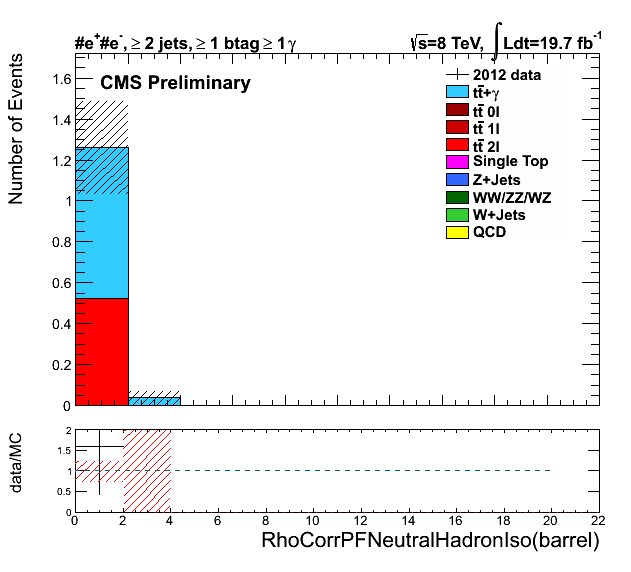 #e⁺#e⁻, ≥ 2 jets, ≥ 1 btag ≥ 1γ
√s=8 TeV, ∫Ldt=19.7 fb⁻¹
CMS Preliminary
2012 data
tt̄+γ
tt̄ 0l
tt̄ 1l
tt̄ 2l
Single Top
Z+Jets
WW/ZZ/WZ
W+Jets
QCD
Number of Events
1.6
1.4
1.2
1
0.8
0.6
0.4
0.2
0
data/MC
2
1.5
1
0.5
0
0 2 4 6 8 10 12 14 16 18 20 22
RhoCorrPFNeutralHadronIso(barrel)